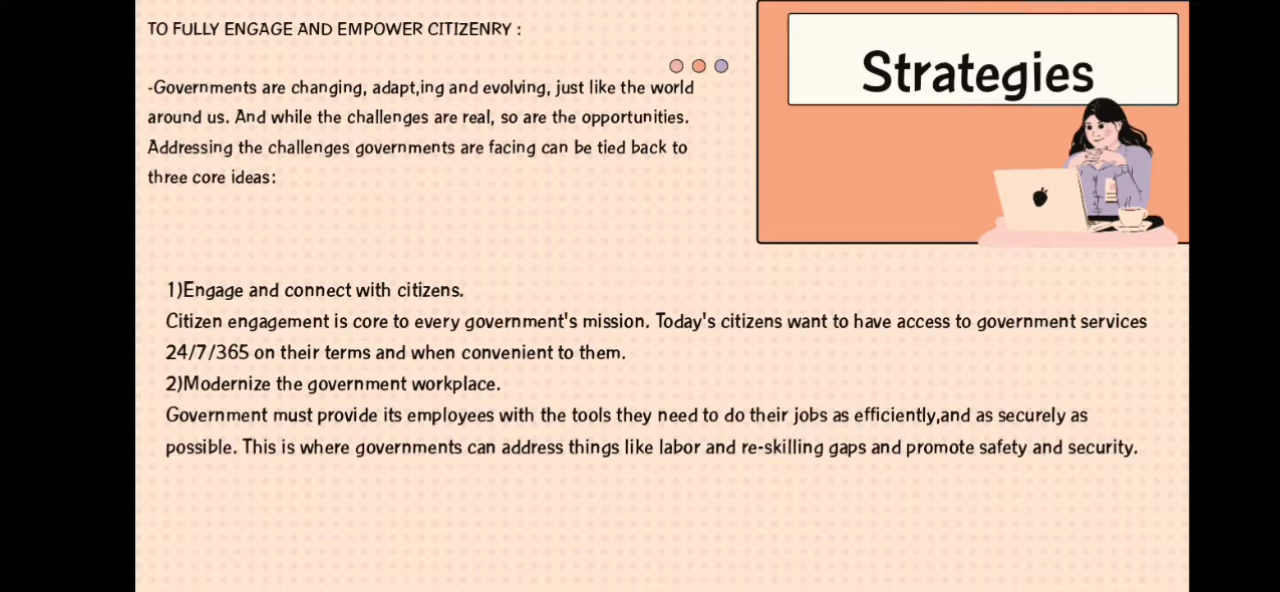 TO FULLY ENGAGE AND EMPOWER CITIZENRY :
Strategies
-Governments are changing, adapt,ing and evolving, just like the world
around us. And while the challenges are real, so are the opportunities.
Addressing the challenges governments are facing can be tied back to
three core ideas:
1)Engage and connect with citizens.
Citizen engagement is core to every government's mission. Today's citizens want to have access to government services
24/7/365 on their terms and when convenient to them.
2)Modernize the government workplace.
Government must provide its employees with the tools they need to do their jobs as efficiently,and as securely as
possible. This is where governments can address things like labor and re-skilling gaps and promote safety and security.